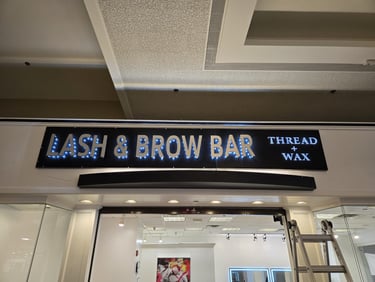 LASH & BROW BAR
THREAD
+
WAX